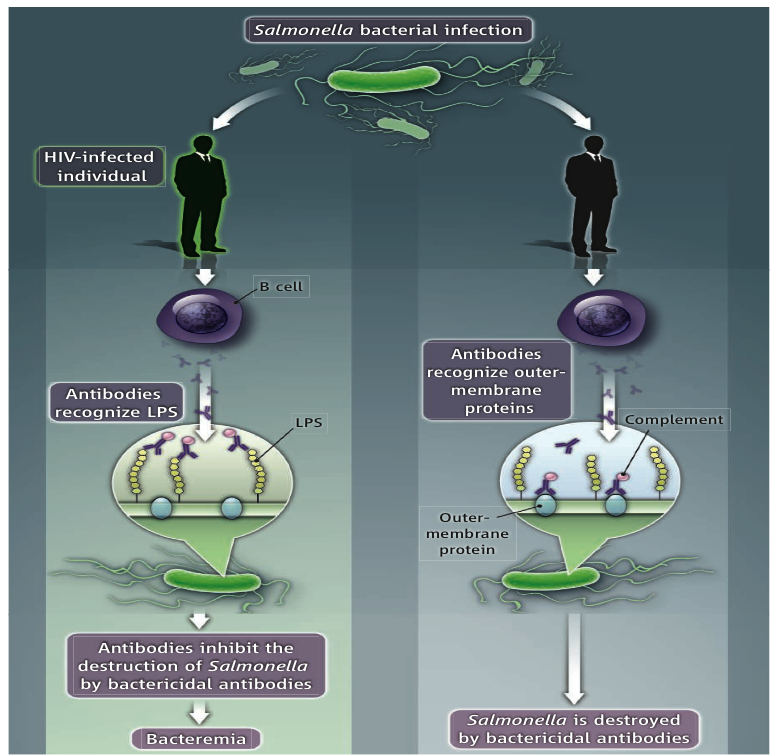 Salmonella bacterial infection
HIV-infected
individual
B cell
Antibodies
recognize LPS
LPS
Antibodies
recognize outer-
membrane
proteins
Complement
Outer-
membrane
protein
Antibodies inhibit the
destruction of Salmonella
by bactericidal antibodies
Bacteremia
Salmonella is destroyed
by bactericidal antibodies